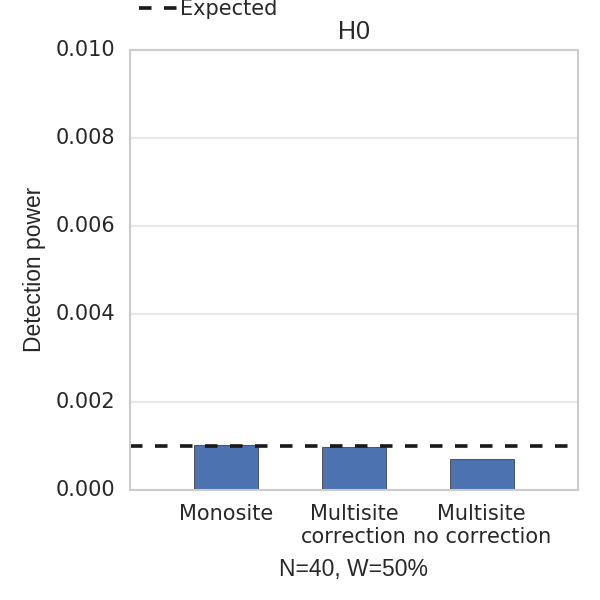 Expected
H0
0.010
0.008
0.006
0.004
0.002
0.000
Detection power
Monosite
Multisite
correction
Multisite
no correction
N=40, W=50%